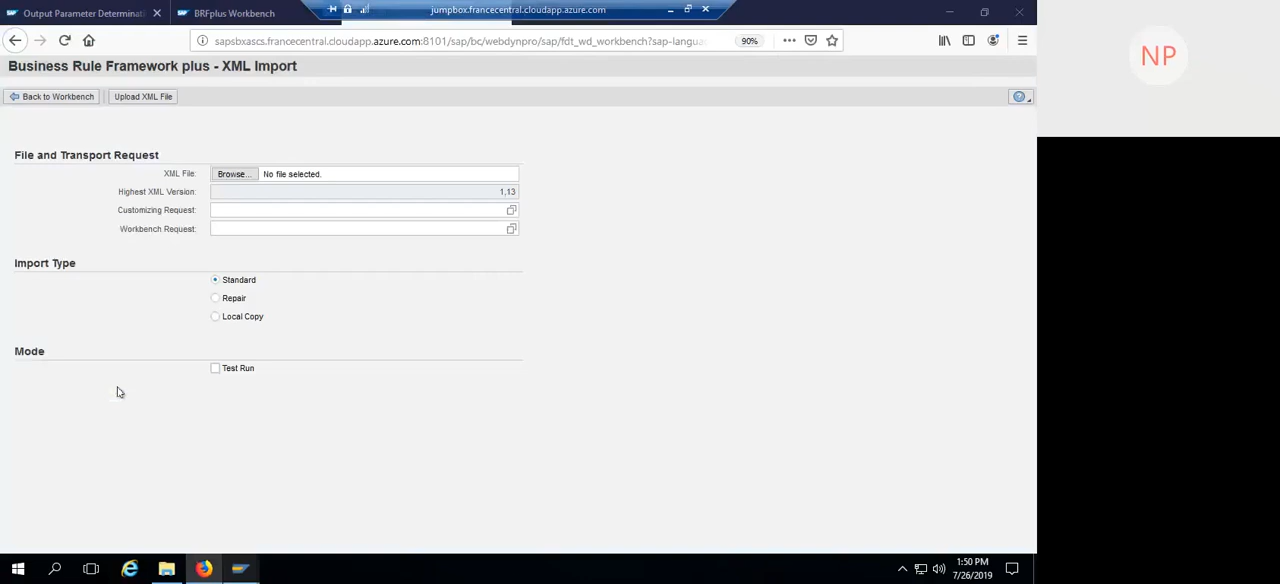 Output Parameter Determinati
BRFplus Workbench
jumpbox.francecentral.cloudapp.azure.com
sapsbxascs.francecentral.cloudapp.azure.com:8101/sap/bc/webdynpro/sap/fdt_wd_workbench?sap-langua
90%
Business Rule Framework plus - XML Import
Back to Workbench
Upload XML File
File and Transport Request
XML File:
Browse...
No file selected.
Highest XML Version:
1,13
Customizing Request:
Workbench Request:
Import Type
Standard
Repair
Local Copy
Mode
Test Run
NP
1:50 PM
7/26/2019